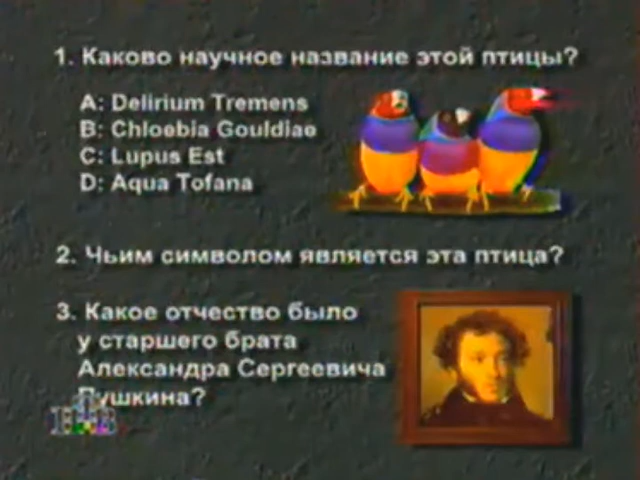 1. Каково научное название этой птицы?
A: Delirium Tremens
B: Chloebia Gouldiae
C: Lupus Est
D: Aqua Tofana
2. Чьим символом является эта птица?
3. Какое отчество было
у старшего брата
Александра Сергеевича
Пушкина?
НТВ